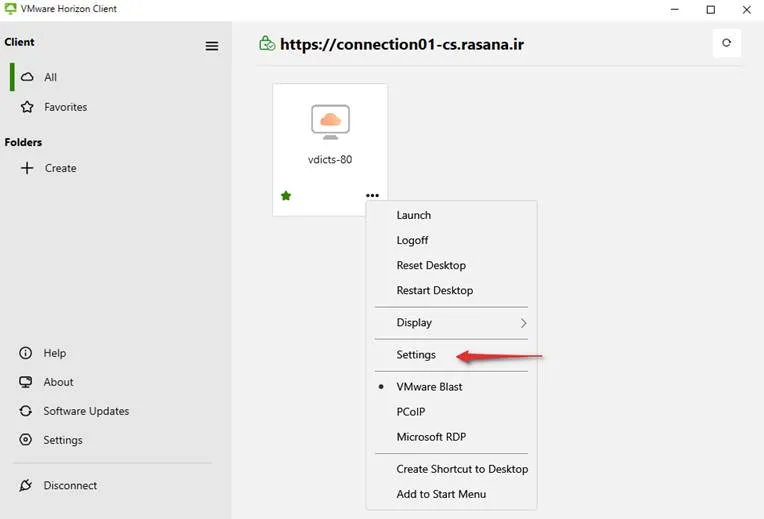 VMware Horizon Client
Client
https://connection01-cs.rasana.ir
All
Favorites
Folders
Create
vdicts-80
Launch
Logoff
Reset Desktop
Restart Desktop
Display
Settings
VMware Blast
PCoIP
Microsoft RDP
Create Shortcut to Desktop
Add to Start Menu
Help
About
Software Updates
Settings
Disconnect